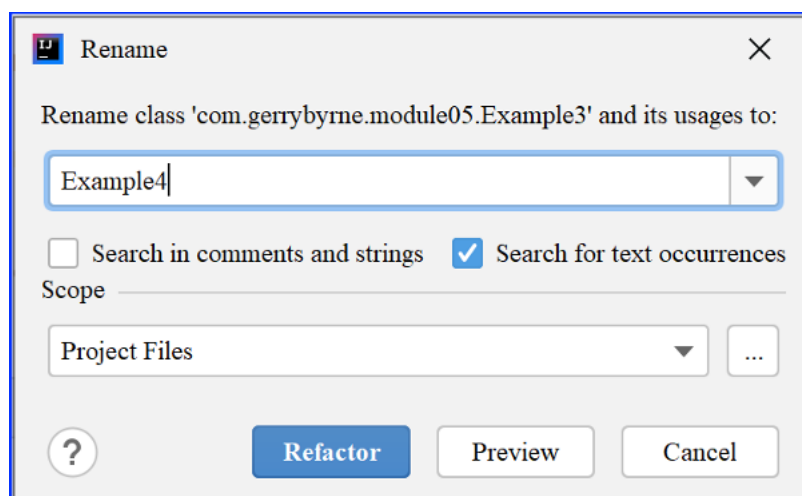 IJ
Rename
Rename class 'com.gerrybyrne.module05.Example3' and its usages to:
Example4
Search in comments and strings Search for text occurrences
Scope
Project Files ...
? Refactor Preview Cancel